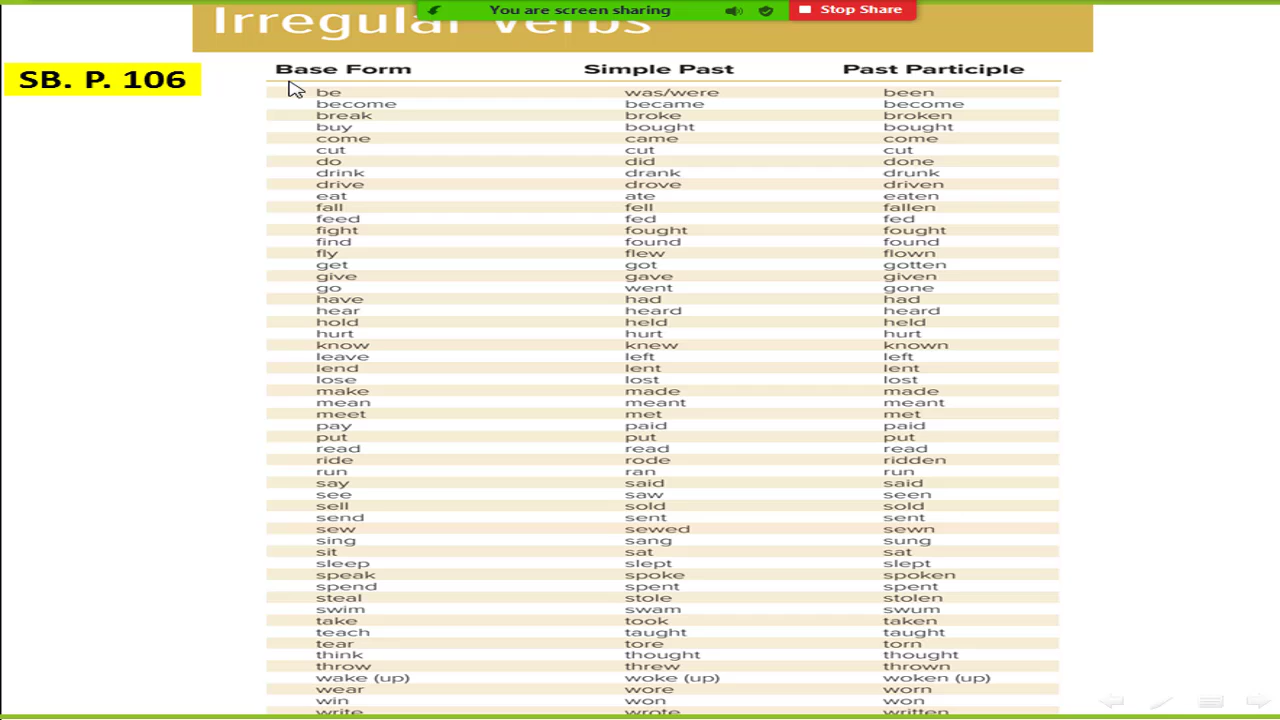 You are screen sharing Stop Share
Irregular Verbs
SB. P. 106
Base Form Simple Past Past Participle
be was/were been
become became become
break broke broken
buy bought bought
come came come
cut cut cut
do did done
drink drank drunk
drive drove driven
eat ate eaten
fall fell fallen
feed fed fed
fight fought fought
find found found
fly flew flown
get got gotten
give gave given
go went gone
have had had
hear heard heard
hold held held
hurt hurt hurt
know knew known
leave left left
lend lent lent
lose lost lost
make made made
mean meant meant
meet met met
pay paid paid
put put put
read read read
ride rode ridden
run ran run
say said said
see saw seen
sell sold sold
send sent sent
sew sewed sewn
sing sang sung
sit sat sat
sleep slept slept
speak spoke spoken
spend spent spent
steal stole stolen
swim swam swum
take took taken
teach taught taught
tear tore torn
think thought thought
throw threw thrown
wake (up) woke (up) woken (up)
wear wore worn
win won won
write wrote written